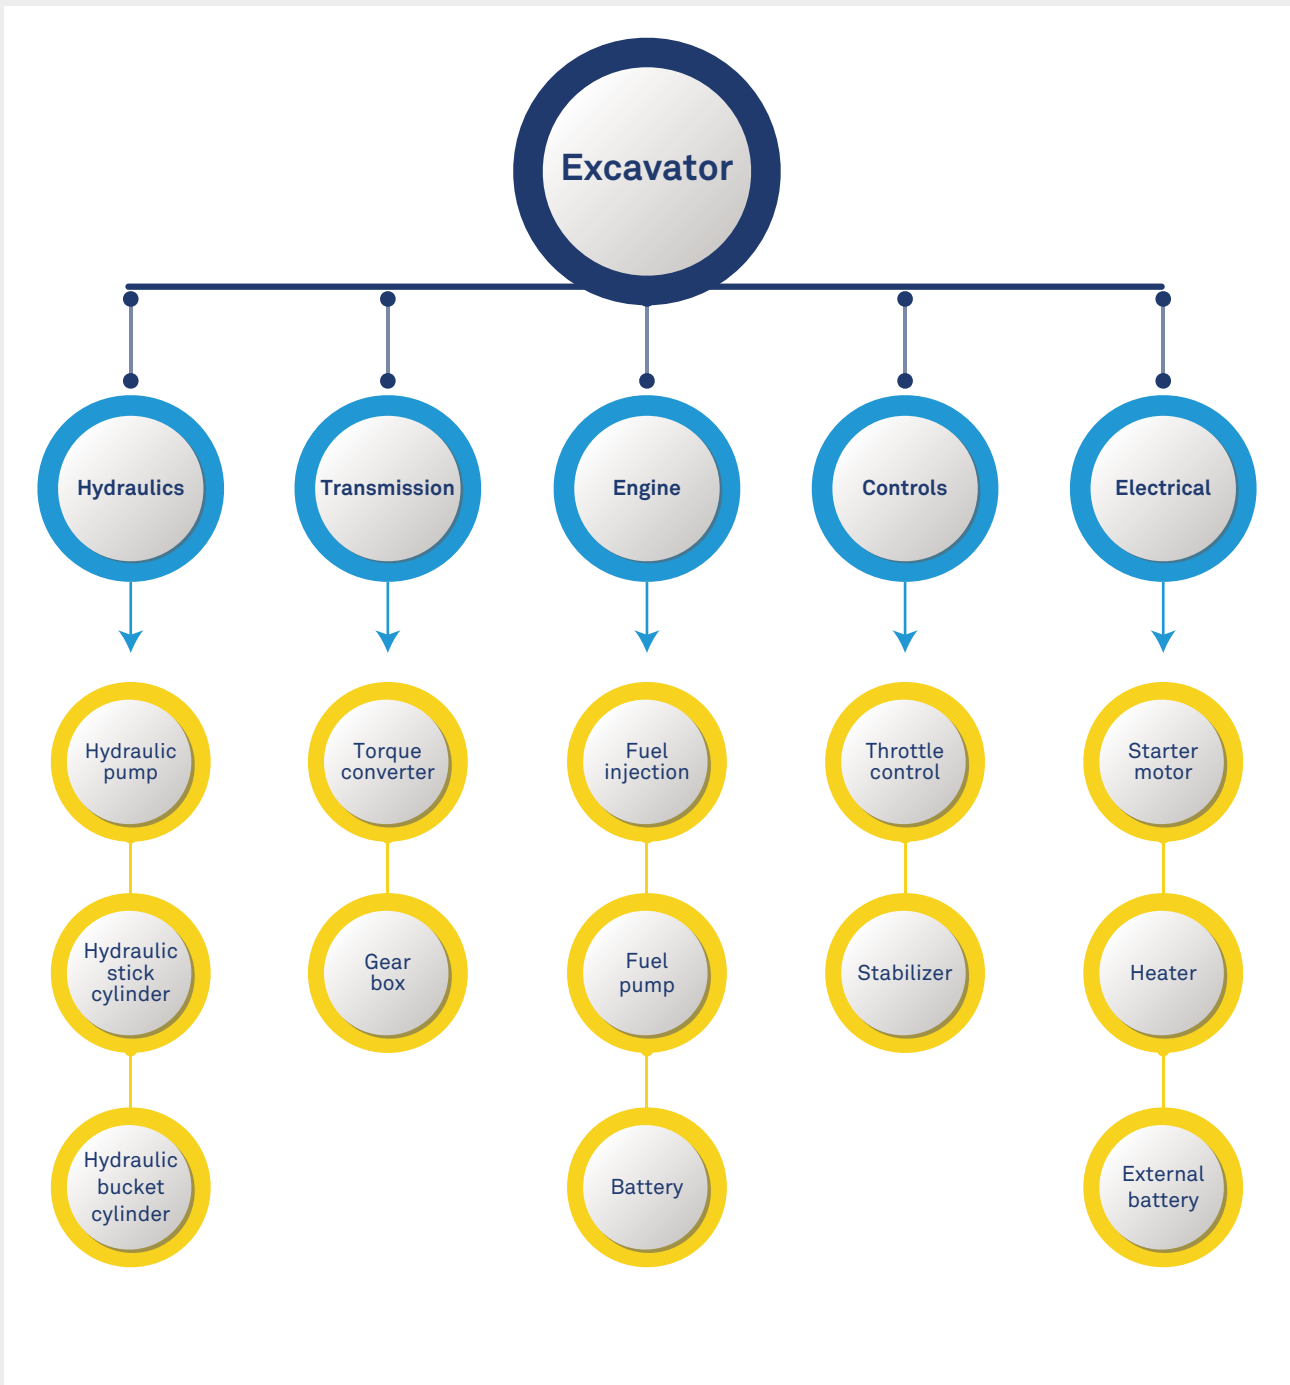 Excavator
Hydraulics
Transmission
Engine
Controls
Electrical
Hydraulic
pump
Torque
converter
Fuel
injection
Throttle
control
Starter
motor
Hydraulic
stick
cylinder
Gear
box
Fuel
pump
Stabilizer
Heater
Hydraulic
bucket
cylinder
Battery
External
battery